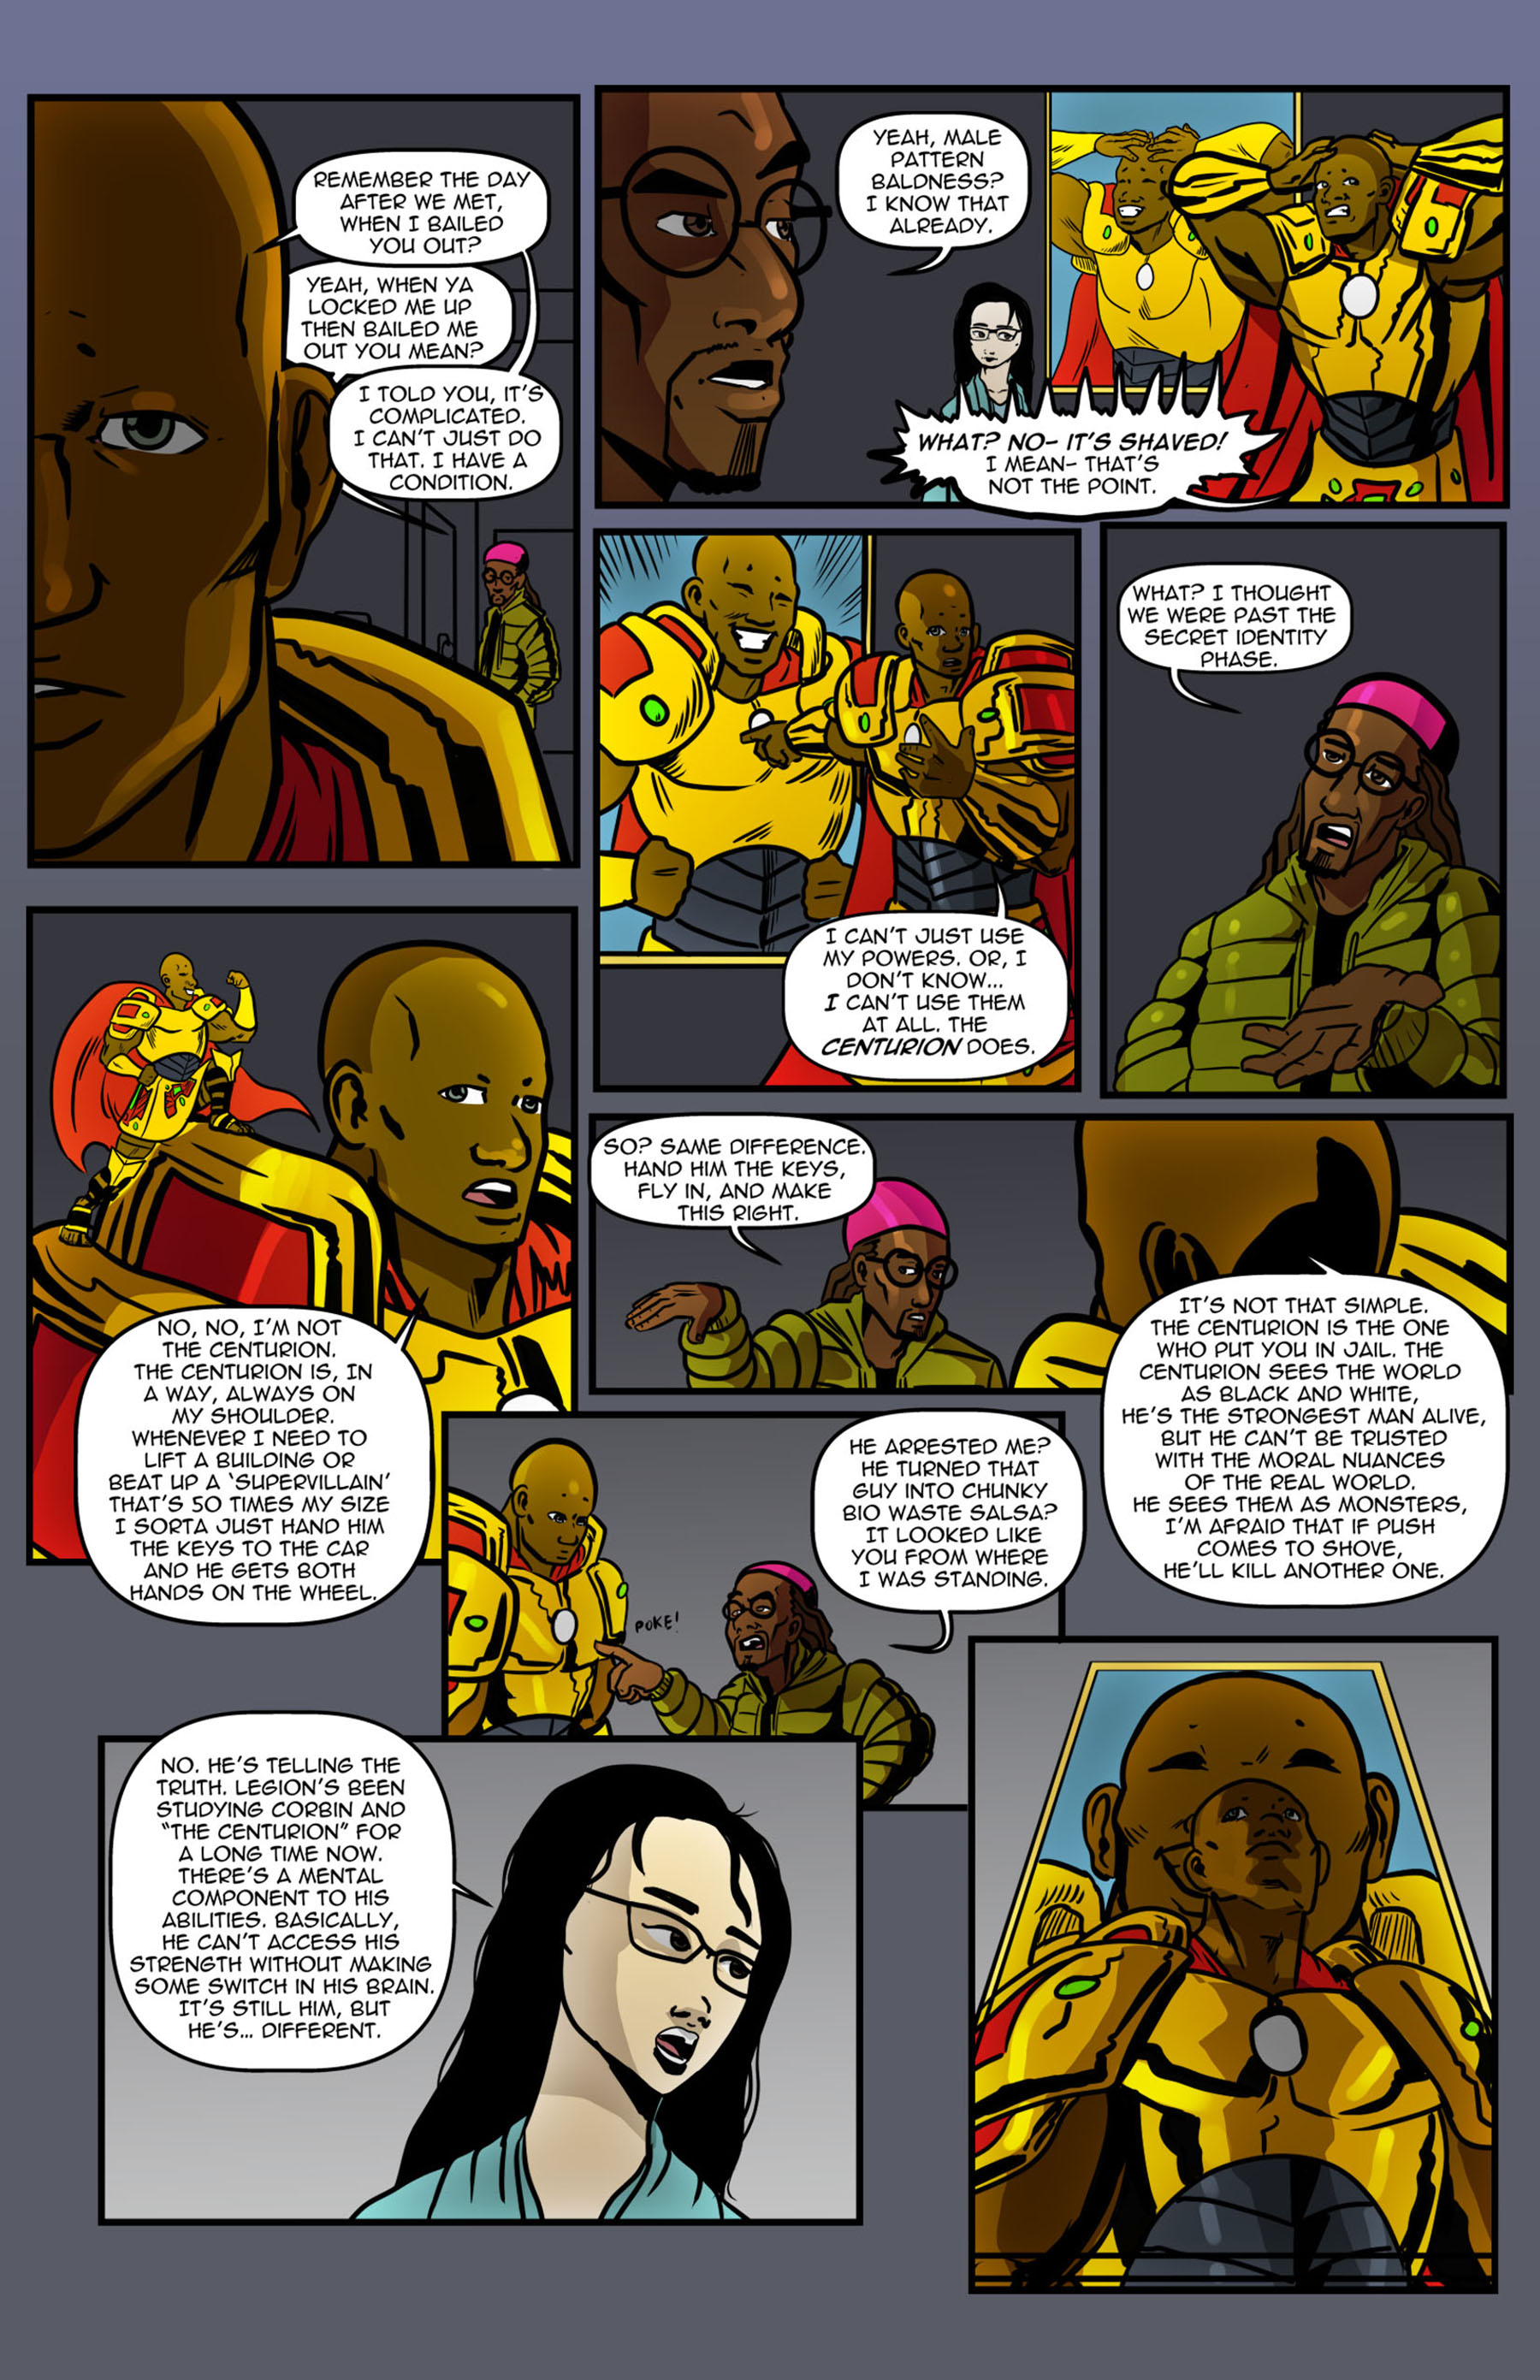 REMEMBER THE DAY
AFTER WE MET,
WHEN I BAILED
YOU OUT?
YEAH, WHEN YA
LOCKED ME UP
THEN BAILED ME
OUT YOU MEAN?
I TOLD YOU, IT'S
COMPLICATED.
I CAN'T JUST DO
THAT. I HAVE A
CONDITION.
YEAH, MALE
PATTERN
BALDNESS?
I KNOW THAT
ALREADY.
WHAT? NO- IT'S SHAVED!
I MEAN- THAT'S
NOT THE POINT.
I CAN'T JUST USE
MY POWERS. OR, I
DON'T KNOW...
I CAN'T USE THEM
AT ALL. THE
CENTURION DOES.
WHAT? I THOUGHT
WE WERE PAST THE
SECRET IDENTITY
PHASE.
NO, NO, I'M NOT
THE CENTURION.
THE CENTURION IS, IN
A WAY, ALWAYS ON
MY SHOULDER.
WHENEVER I NEED TO
LIFT A BUILDING OR
BEAT UP A 'SUPERVILLAIN'
THAT'S 50 TIMES MY SIZE
I SORTA JUST HAND HIM
THE KEYS TO THE CAR
AND HE GETS BOTH
HANDS ON THE WHEEL.
SO? SAME DIFFERENCE.
HAND HIM THE KEYS,
FLY IN, AND MAKE
THIS RIGHT.
IT'S NOT THAT SIMPLE.
THE CENTURION IS THE ONE
WHO PUT YOU IN JAIL. THE
CENTURION SEES THE WORLD
AS BLACK AND WHITE,
HE'S THE STRONGEST MAN ALIVE,
BUT HE CAN'T BE TRUSTED
WITH THE MORAL NUANCES
OF THE REAL WORLD.
HE SEES THEM AS MONSTERS,
I'M AFRAID THAT IF PUSH
COMES TO SHOVE,
HE'LL KILL ANOTHER ONE.
HE ARRESTED ME?
HE TURNED THAT
GUY INTO CHUNKY
BIO WASTE SALSA?
IT LOOKED LIKE
YOU FROM WHERE
I WAS STANDING.
POKE!
NO. HE'S TELLING THE
TRUTH. LEGION'S BEEN
STUDYING CORBIN AND
"THE CENTURION" FOR
A LONG TIME NOW.
THERE'S A MENTAL
COMPONENT TO HIS
ABILITIES. BASICALLY,
HE CAN'T ACCESS HIS
STRENGTH WITHOUT MAKING
SOME SWITCH IN HIS BRAIN.
IT'S STILL HIM, BUT
HE'S... DIFFERENT.